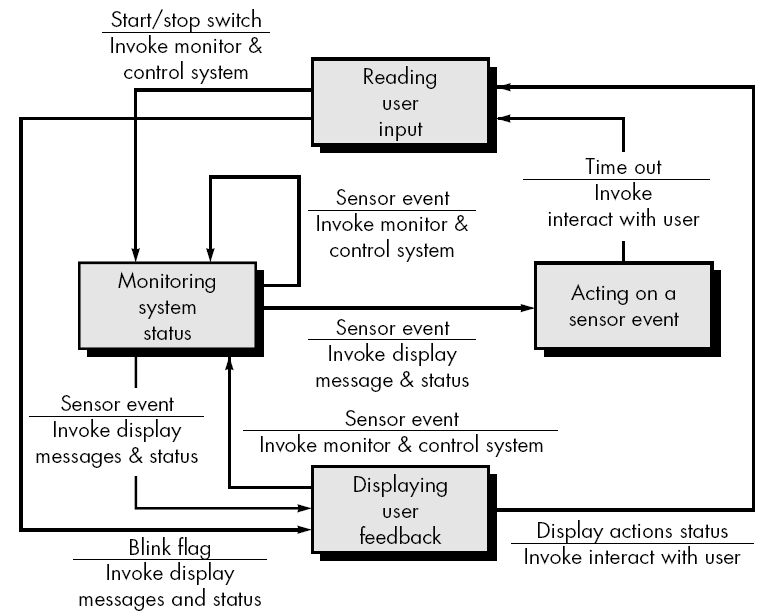 Start/stop switch
Invoke monitor &
control system
Reading
user
input
Time out
Invoke
interact with user
Sensor event
Invoke monitor &
control system
Monitoring
system
status
Acting on a
sensor event
Sensor event
Invoke display
message & status
Sensor event
Invoke display
messages & status
Sensor event
Invoke monitor & control system
Displaying
user
feedback
Display actions status
Invoke interact with user
Blink flag
Invoke display
messages and status